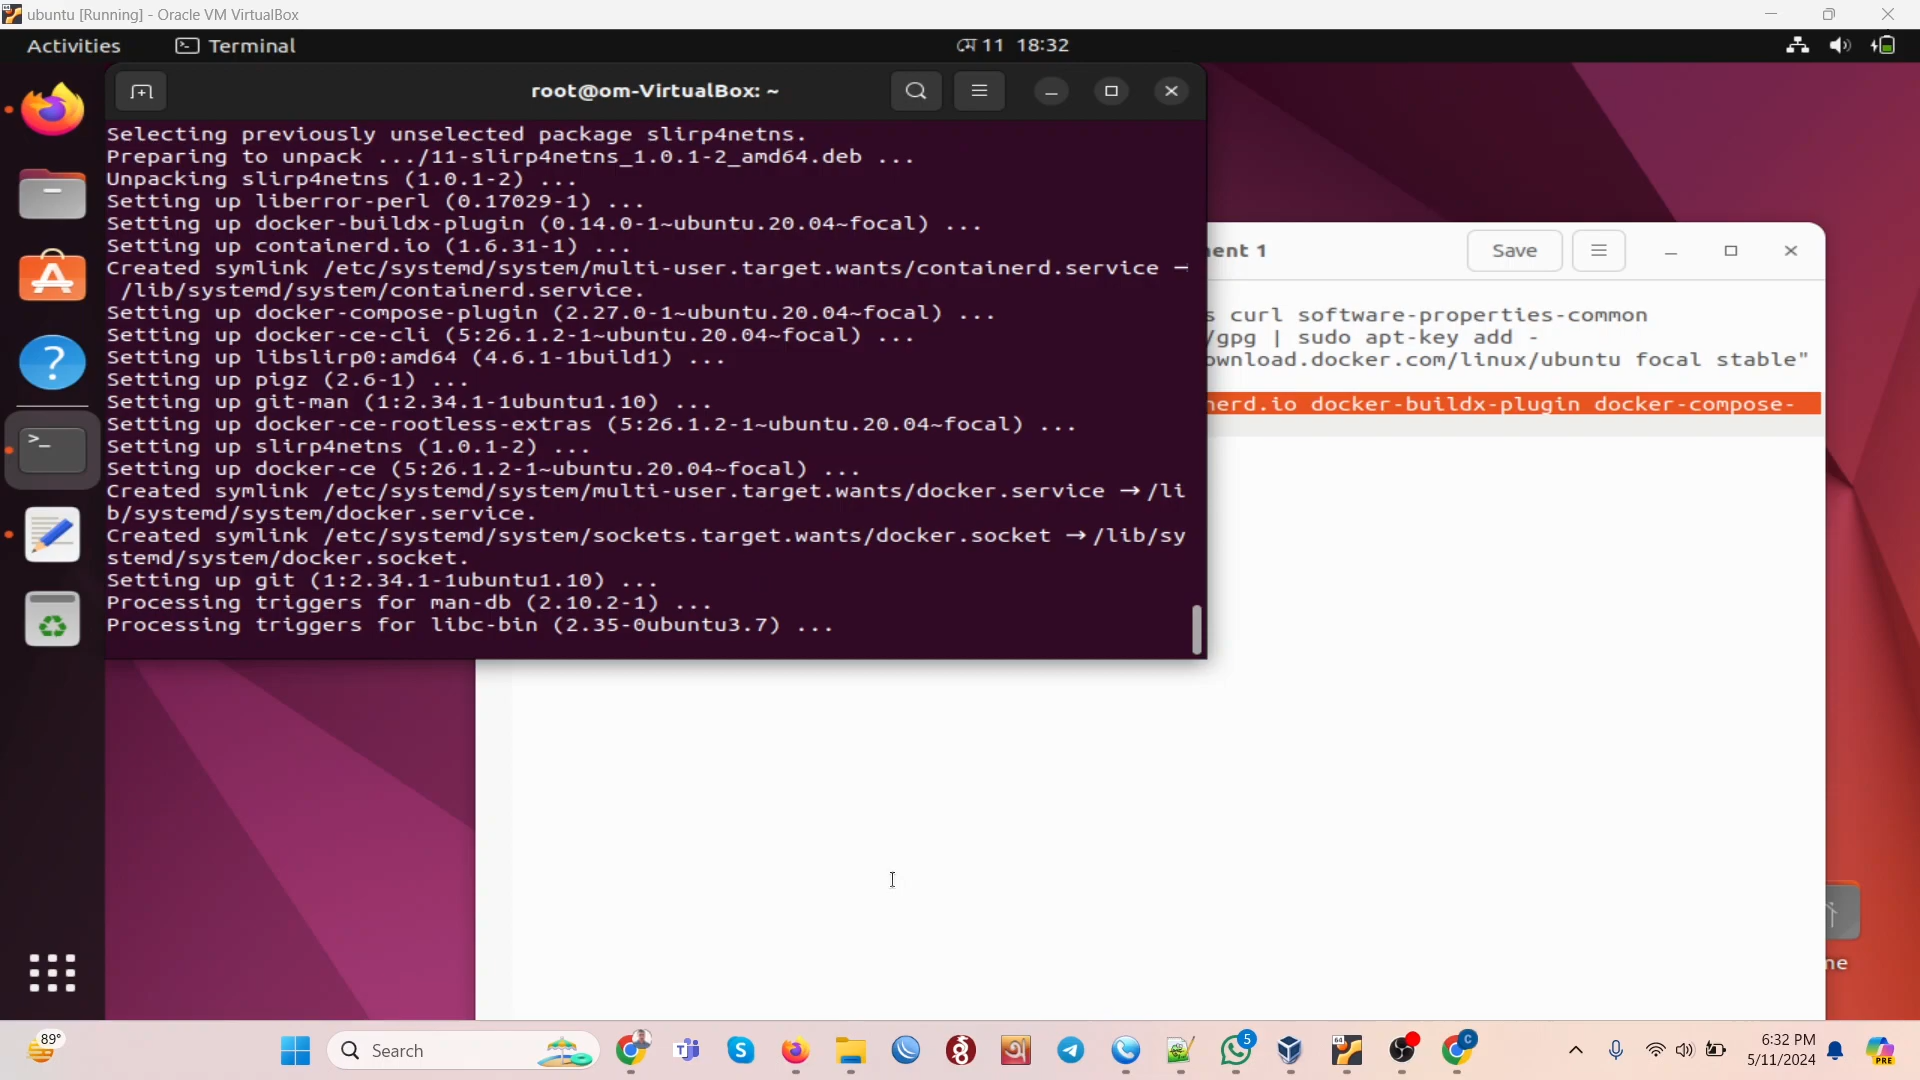 ubuntu [Running] - Oracle VM VirtualBox
Activities
Terminal
মে 11 18:32
root@om-VirtualBox: ~
Selecting previously unselected package slirp4netns.
Preparing to unpack .../11-slirp4netns_1.0.1-2_amd64.deb ...
Unpacking slirp4netns (1.0.1-2) ...
Setting up liberror-perl (0.17029-1) ...
Setting up docker-buildx-plugin (0.14.0-1~ubuntu.20.04~focal) ...
Setting up containerd.io (1.6.31-1) ...
Created symlink /etc/systemd/system/multi-user.target.wants/containerd.service →
/lib/systemd/system/containerd.service.
Setting up docker-compose-plugin (2.27.0-1~ubuntu.20.04~focal) ...
Setting up docker-ce-cli (5:26.1.2-1~ubuntu.20.04~focal) ...
Setting up libslirp0:amd64 (4.6.1-1build1) ...
Setting up pigz (2.6-1) ...
Setting up git-man (1:2.34.1-1ubuntu1.10) ...
Setting up docker-ce-rootless-extras (5:26.1.2-1~ubuntu.20.04~focal) ...
Setting up slirp4netns (1.0.1-2) ...
Setting up docker-ce (5:26.1.2-1~ubuntu.20.04~focal) ...
Created symlink /etc/systemd/system/multi-user.target.wants/docker.service → /li
b/systemd/system/docker.service.
Created symlink /etc/systemd/system/sockets.target.wants/docker.socket → /lib/sy
stemd/system/docker.socket.
Setting up git (1:2.34.1-1ubuntu1.10) ...
Processing triggers for man-db (2.10.2-1) ...
Processing triggers for libc-bin (2.35-0ubuntu3.7) ...
ent 1
Save
s curl software-properties-common
/gpg | sudo apt-key add -
ownload.docker.com/linux/ubuntu focal stable"
nerd.io docker-buildx-plugin docker-compose-
me
89°
Search
5
C
6:32 PM
5/11/2024
PRE